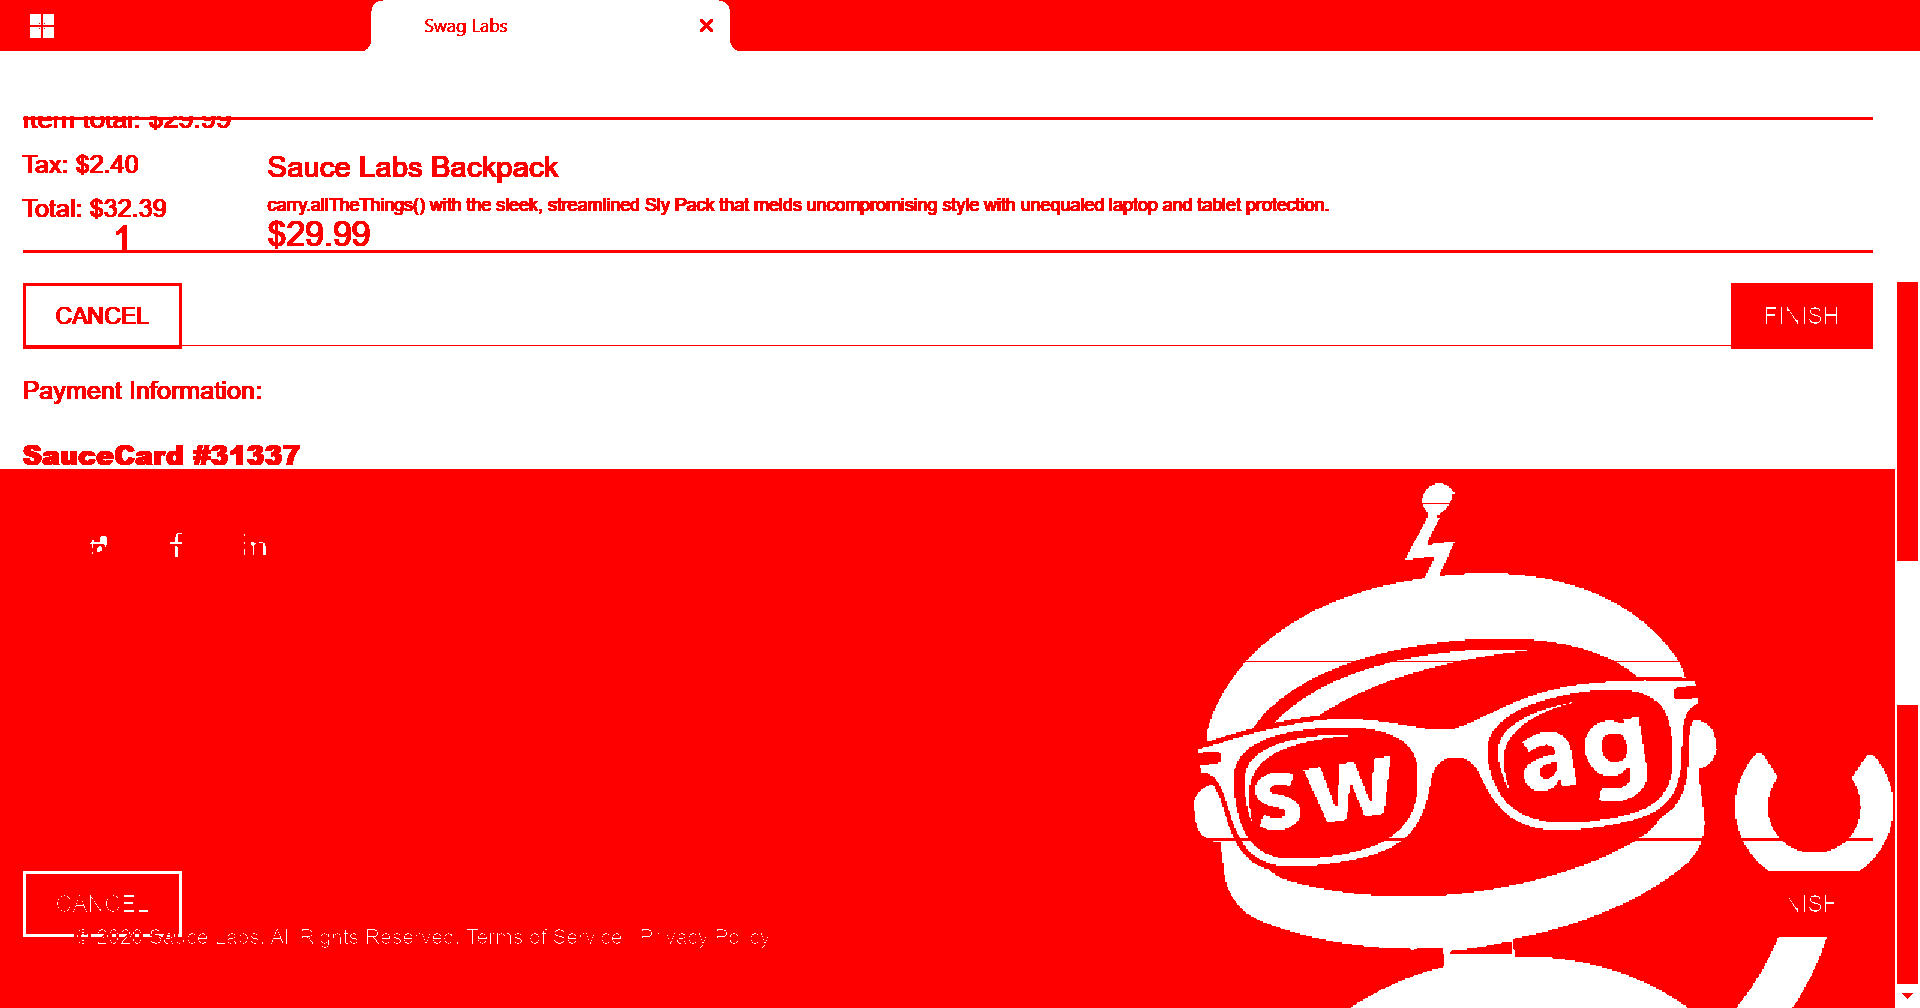 Swag Labs
Item total: $29.99
Tax: $2.40
Sauce Labs Backpack
Total: $32.39
carry.allTheThings() with the sleek, streamlined Sly Pack that melds uncompromising style with unequaled laptop and tablet protection.
1
$29.99
CANCEL
FINISH
Payment Information:
SauceCard #31337
f
in
sw ag
CANCEL
NISH
© 2020 Sauce Labs. All Rights Reserved. Terms of Service | Privacy Policy